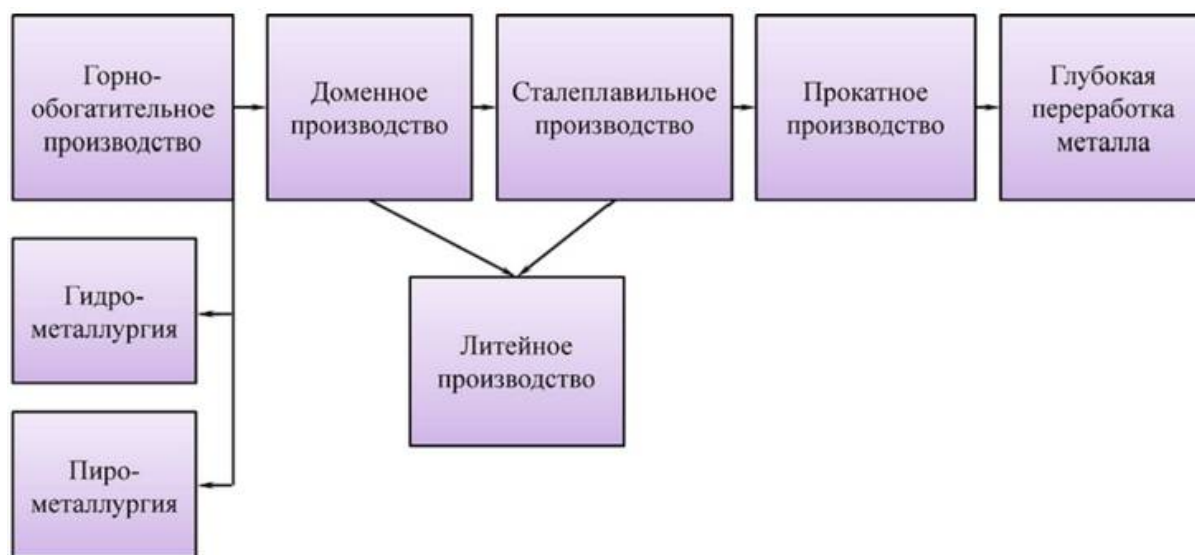 Горно-
обогатительное
производство
Доменное
производство
Сталеплавильное
производство
Прокатное
производство
Глубокая
переработка
металла
Гидро-
металлургия
Литейное
производство
Пиро-
металлургия